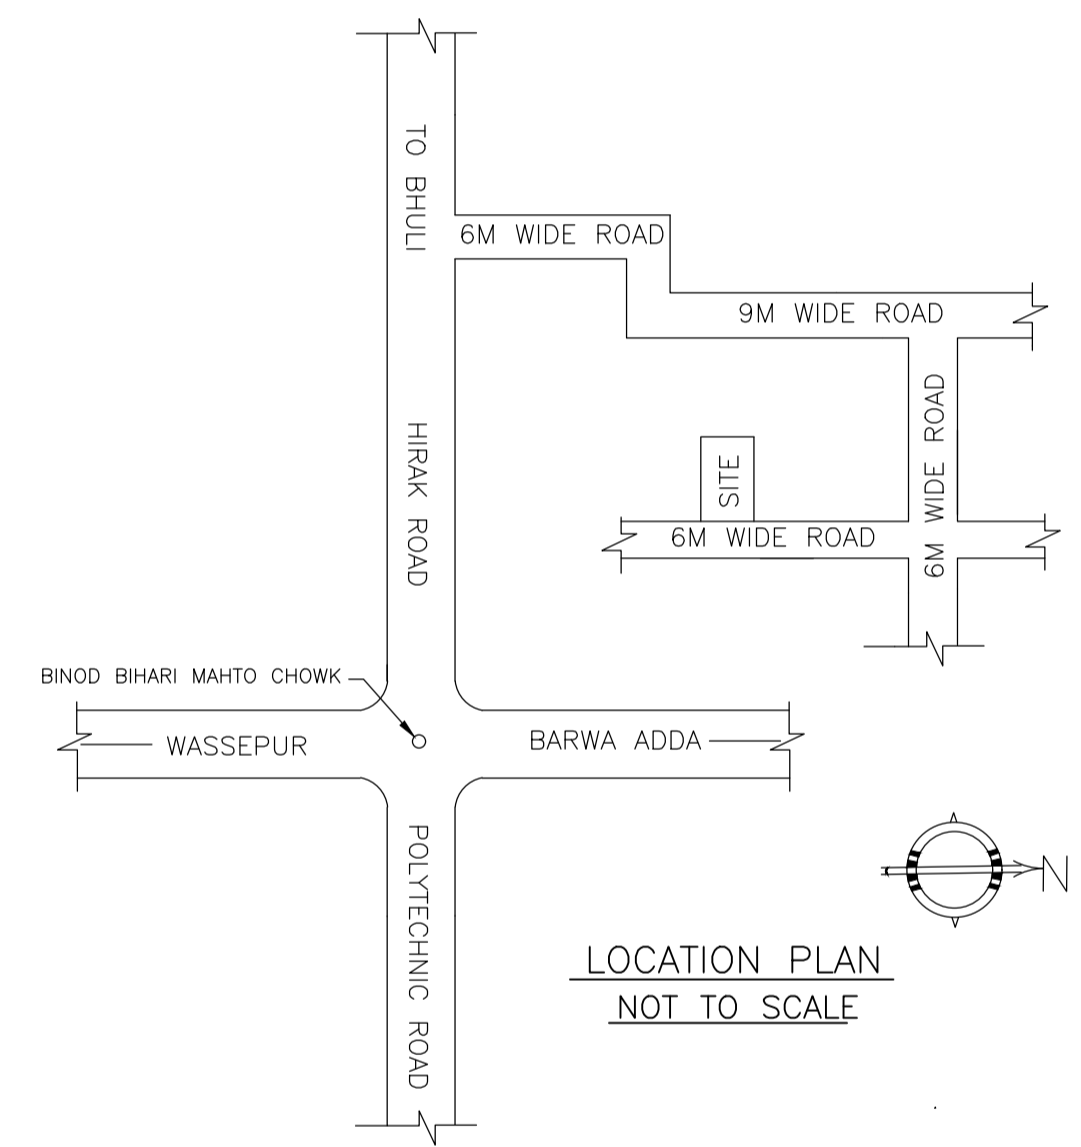 TO BHULI
6M WIDE ROAD
9M WIDE ROAD
HIRAK ROAD
SITE
6M WIDE ROAD
6M WIDE ROAD
BINOD BIHARI MAHTO CHOWK
WASSEPUR
BARWA ADDA
POLYTECHNIC ROAD
N
LOCATION PLAN
NOT TO SCALE